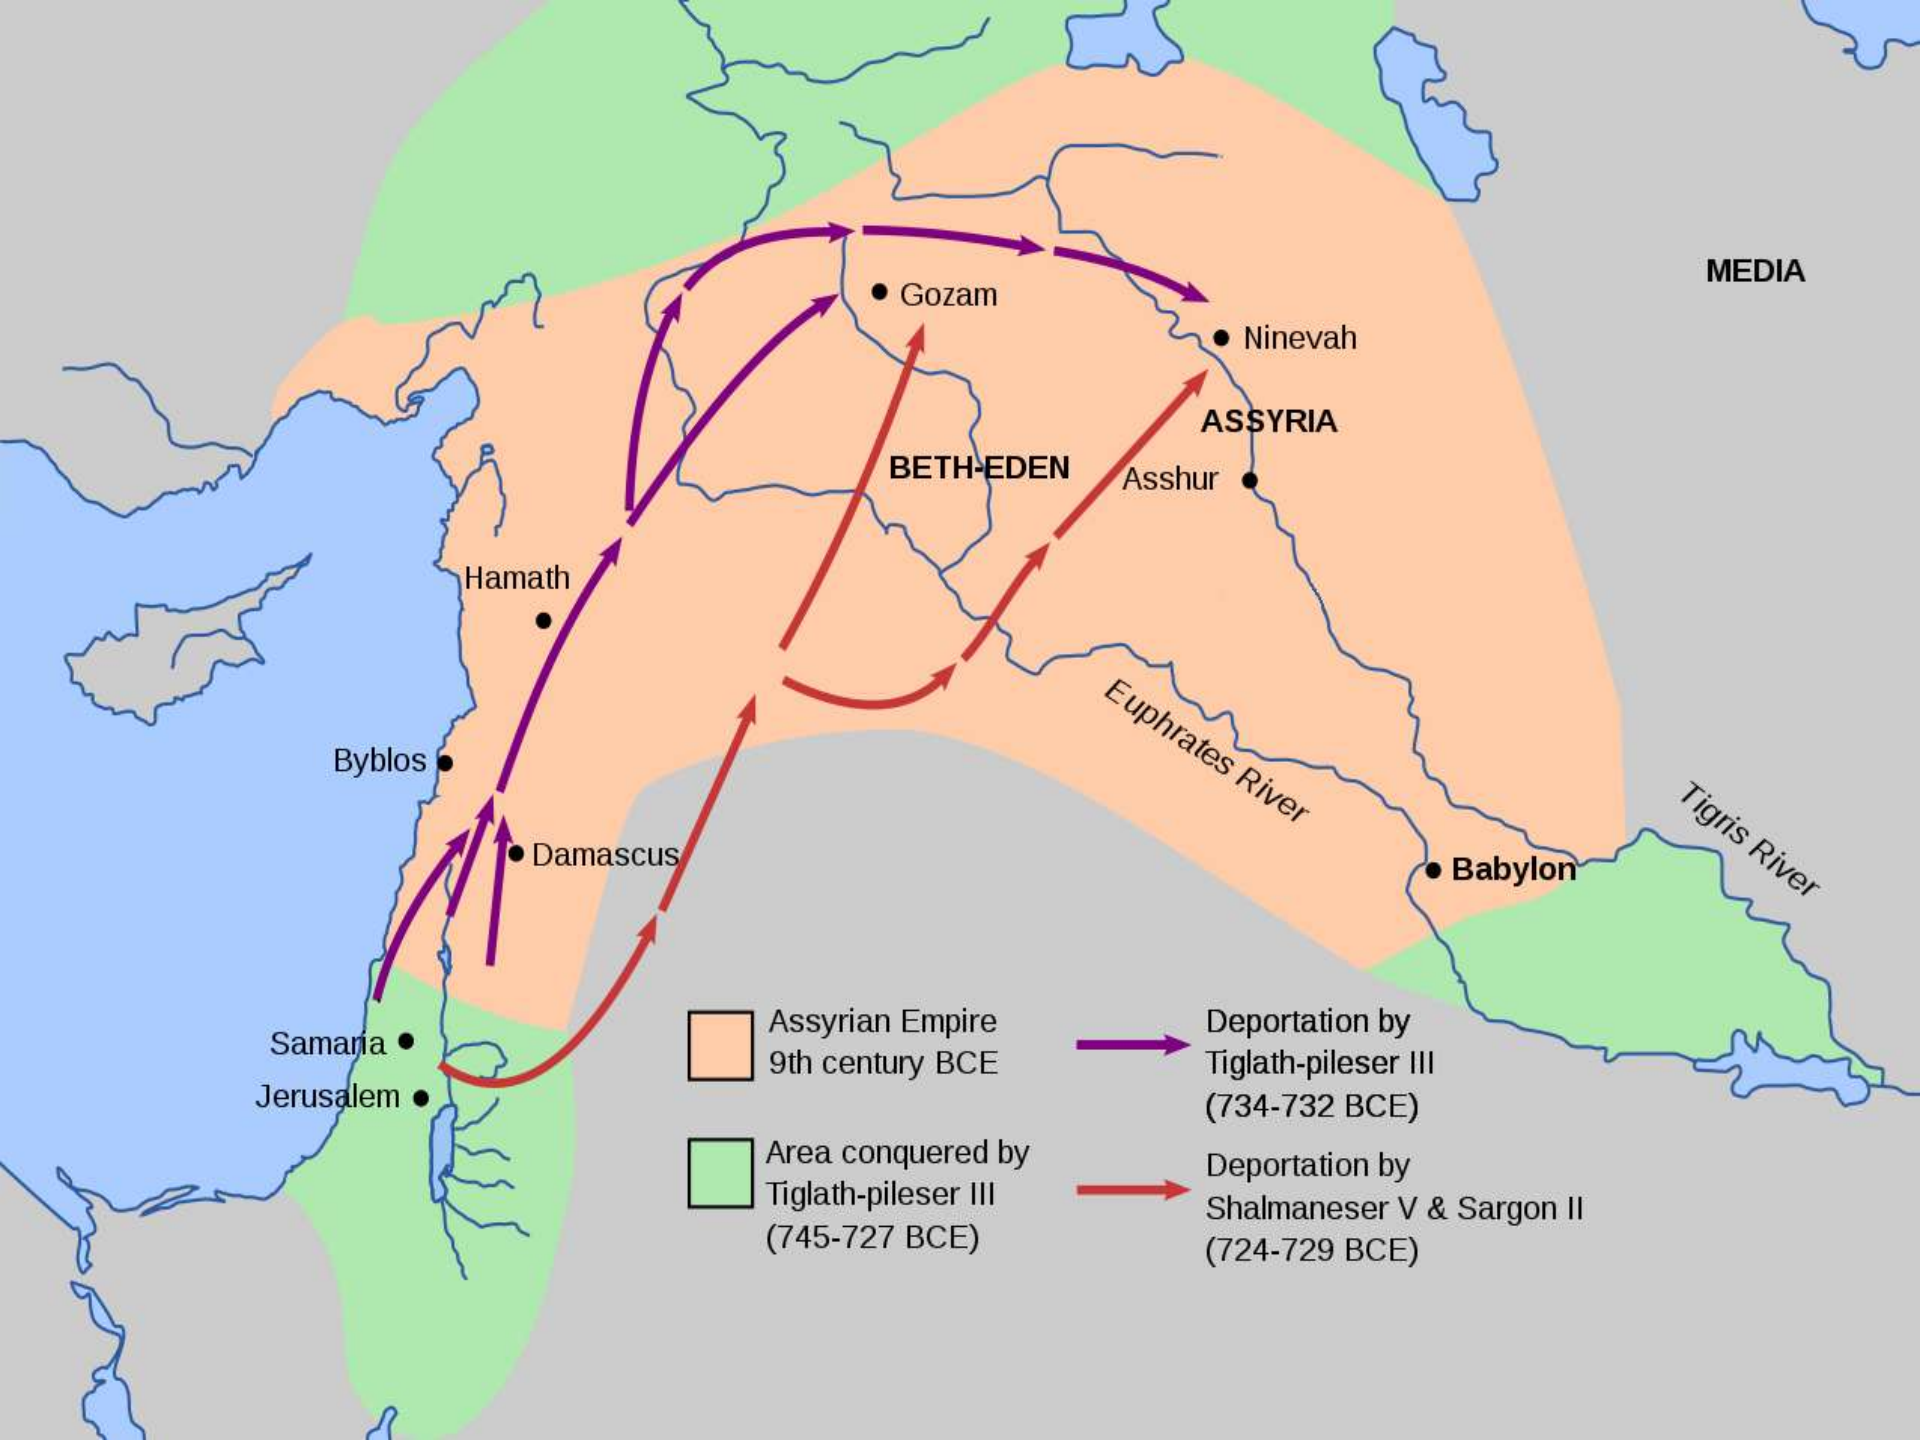 MEDIA
Gozam
Ninevah
ASSYRIA
BETH-EDEN
Asshur
Hamath
Euphrates River
Byblos
Tigris River
Damascus
Babylon
Samaria
Jerusalem
Assyrian Empire
9th century BCE
Area conquered by
Tiglath-pileser III
(745-727 BCE)
Deportation by
Tiglath-pileser III
(734-732 BCE)
Deportation by
Shalmaneser V & Sargon II
(724-729 BCE)